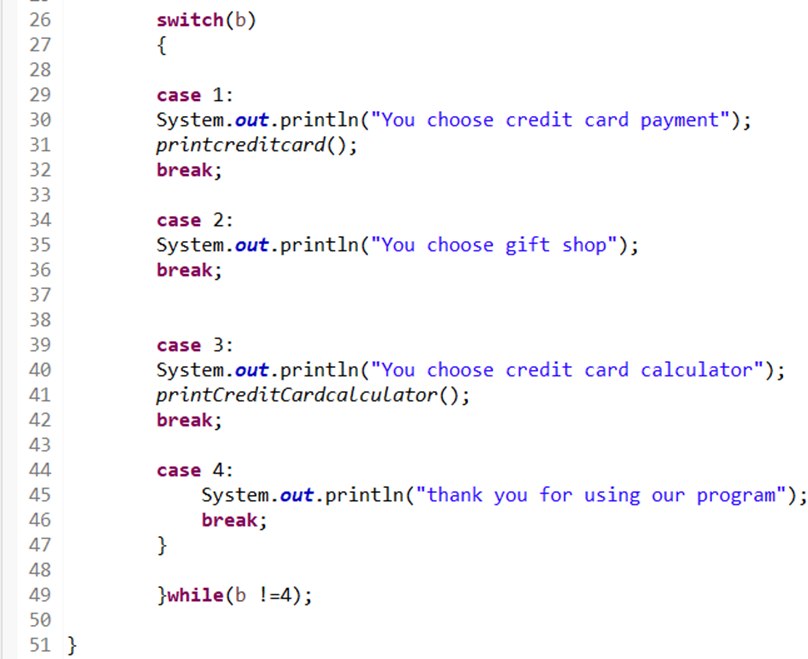 26 switch(b)
27 {
28
29 case 1:
30 System.out.println("You choose credit card payment");
31 printcreditcard();
32 break;
33
34 case 2:
35 System.out.println("You choose gift shop");
36 break;
37
38
39 case 3:
40 System.out.println("You choose credit card calculator");
41 printCreditCardcalculator();
42 break;
43
44 case 4:
45 System.out.println("thank you for using our program");
46 break;
47 }
48
49 }while(b !=4);
50
51 }